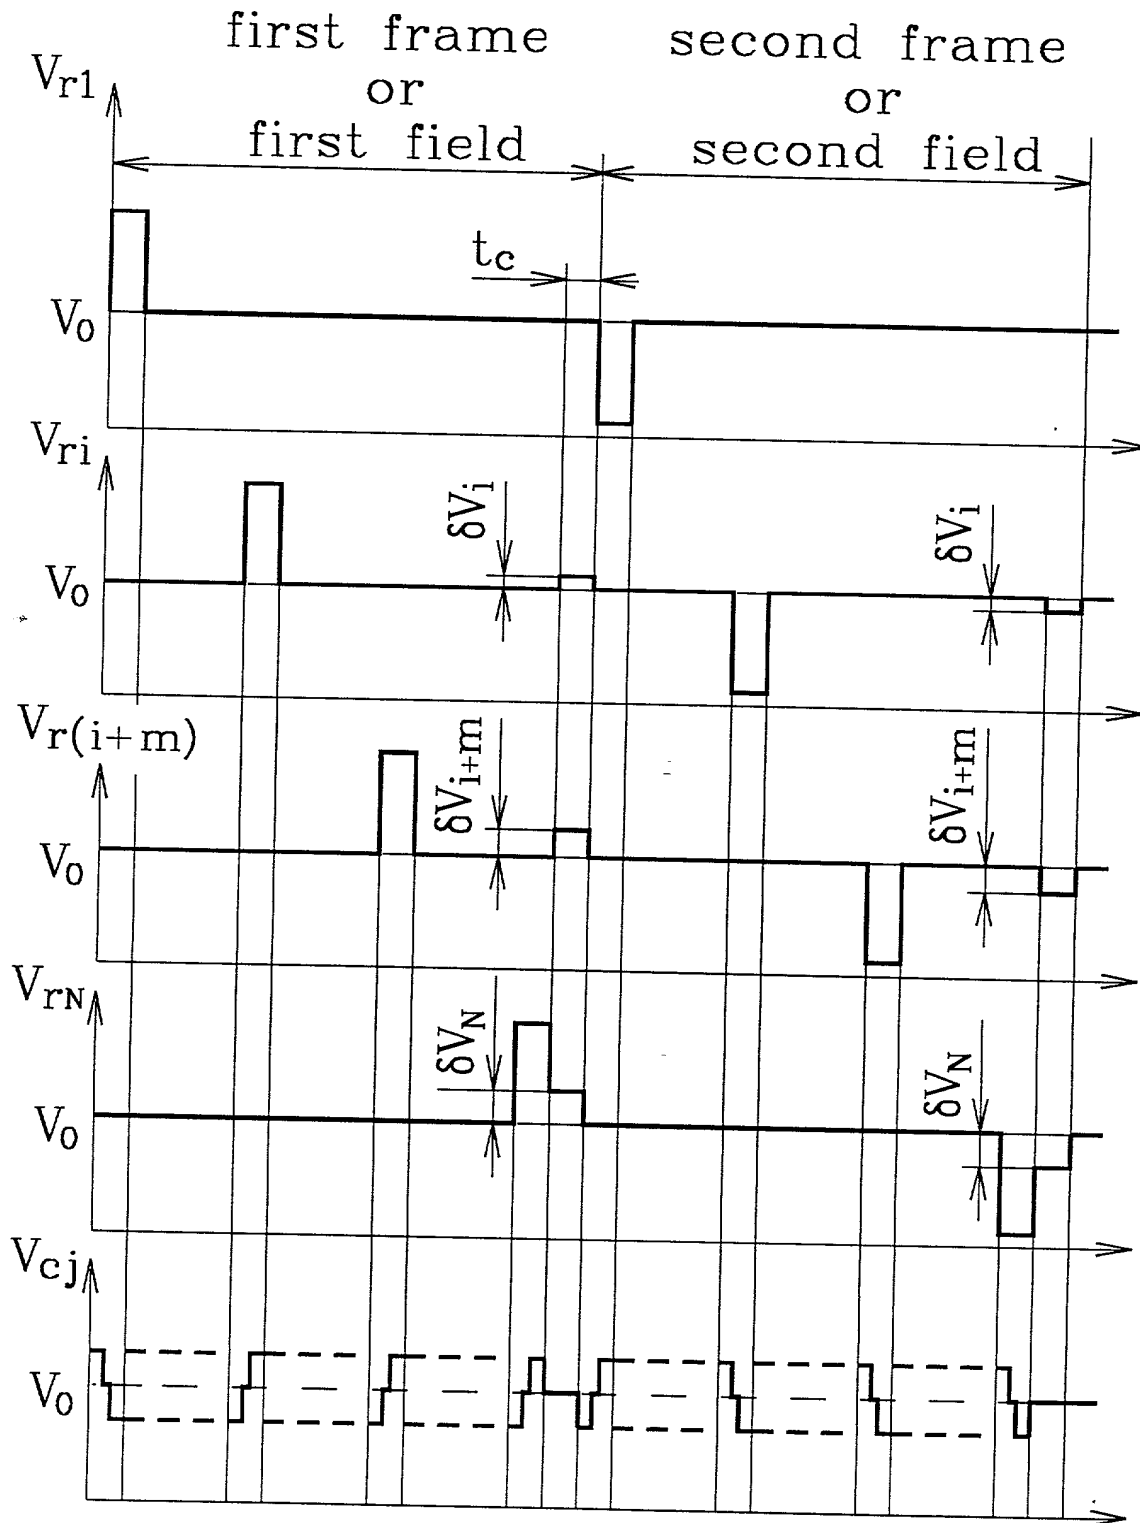 first frame
or
first field
second frame
or
second field
Vr1
tc
V0
Vri
δVi
δVi
V0
Vr(i+m)
δVi+m
δVi+m
V0
VrN
δVN
δVN
V0
Vcj
V0